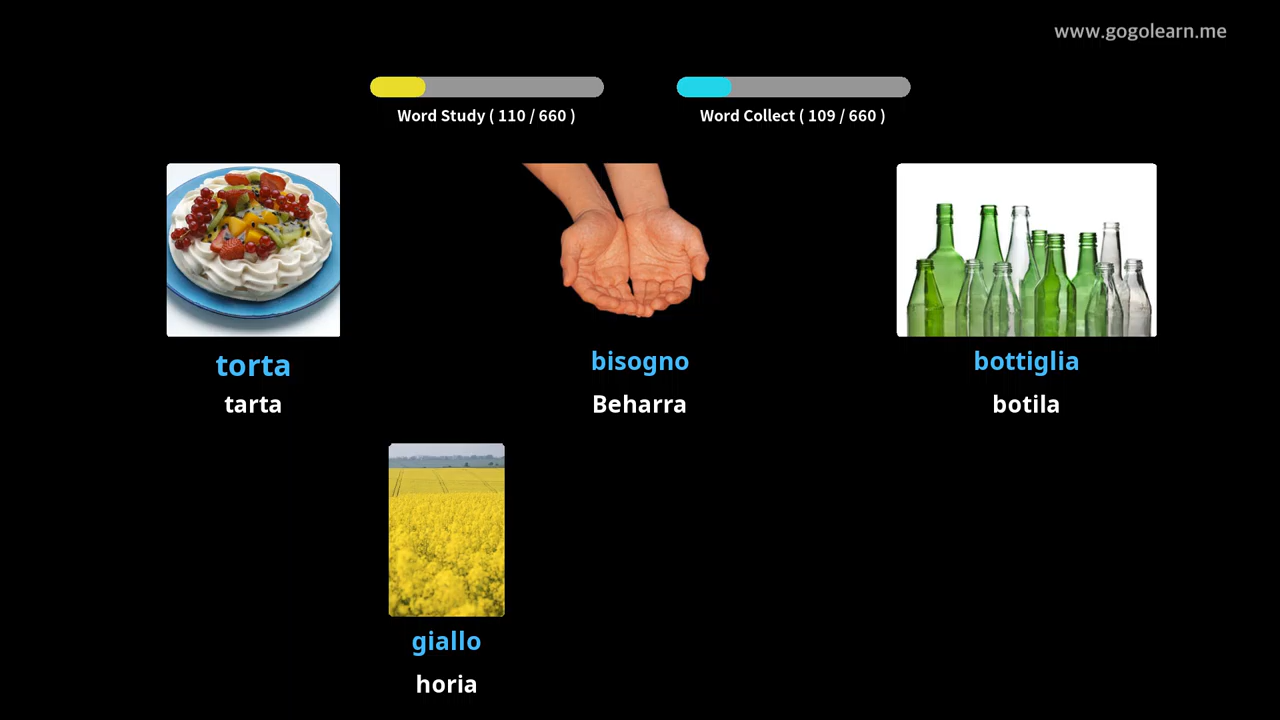 www.gogolearn.me
Word Study ( 110 / 660 )
Word Collect ( 109 / 660 )
torta
tarta
bisogno
Beharra
bottiglia
botila
giallo
horia